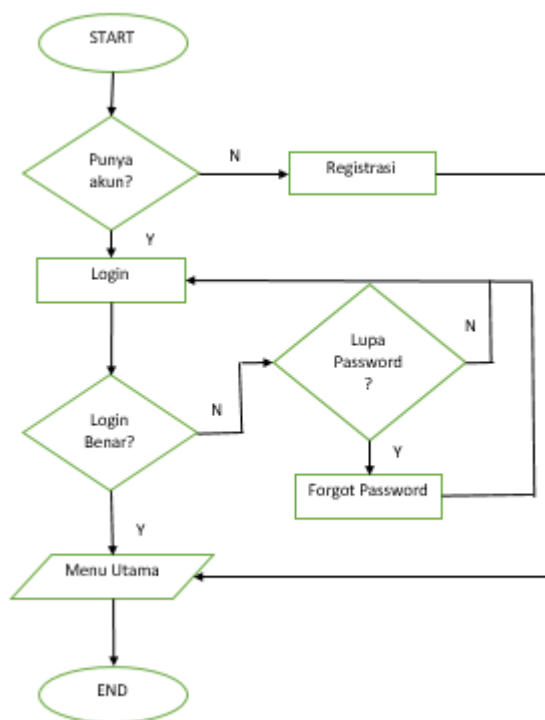 START
Punya
akun?
N
Registrasi
Y
Login
Lupa
Password
?
N
Login
Benar?
N
Y
Forgot Password
Y
Menu Utama
END